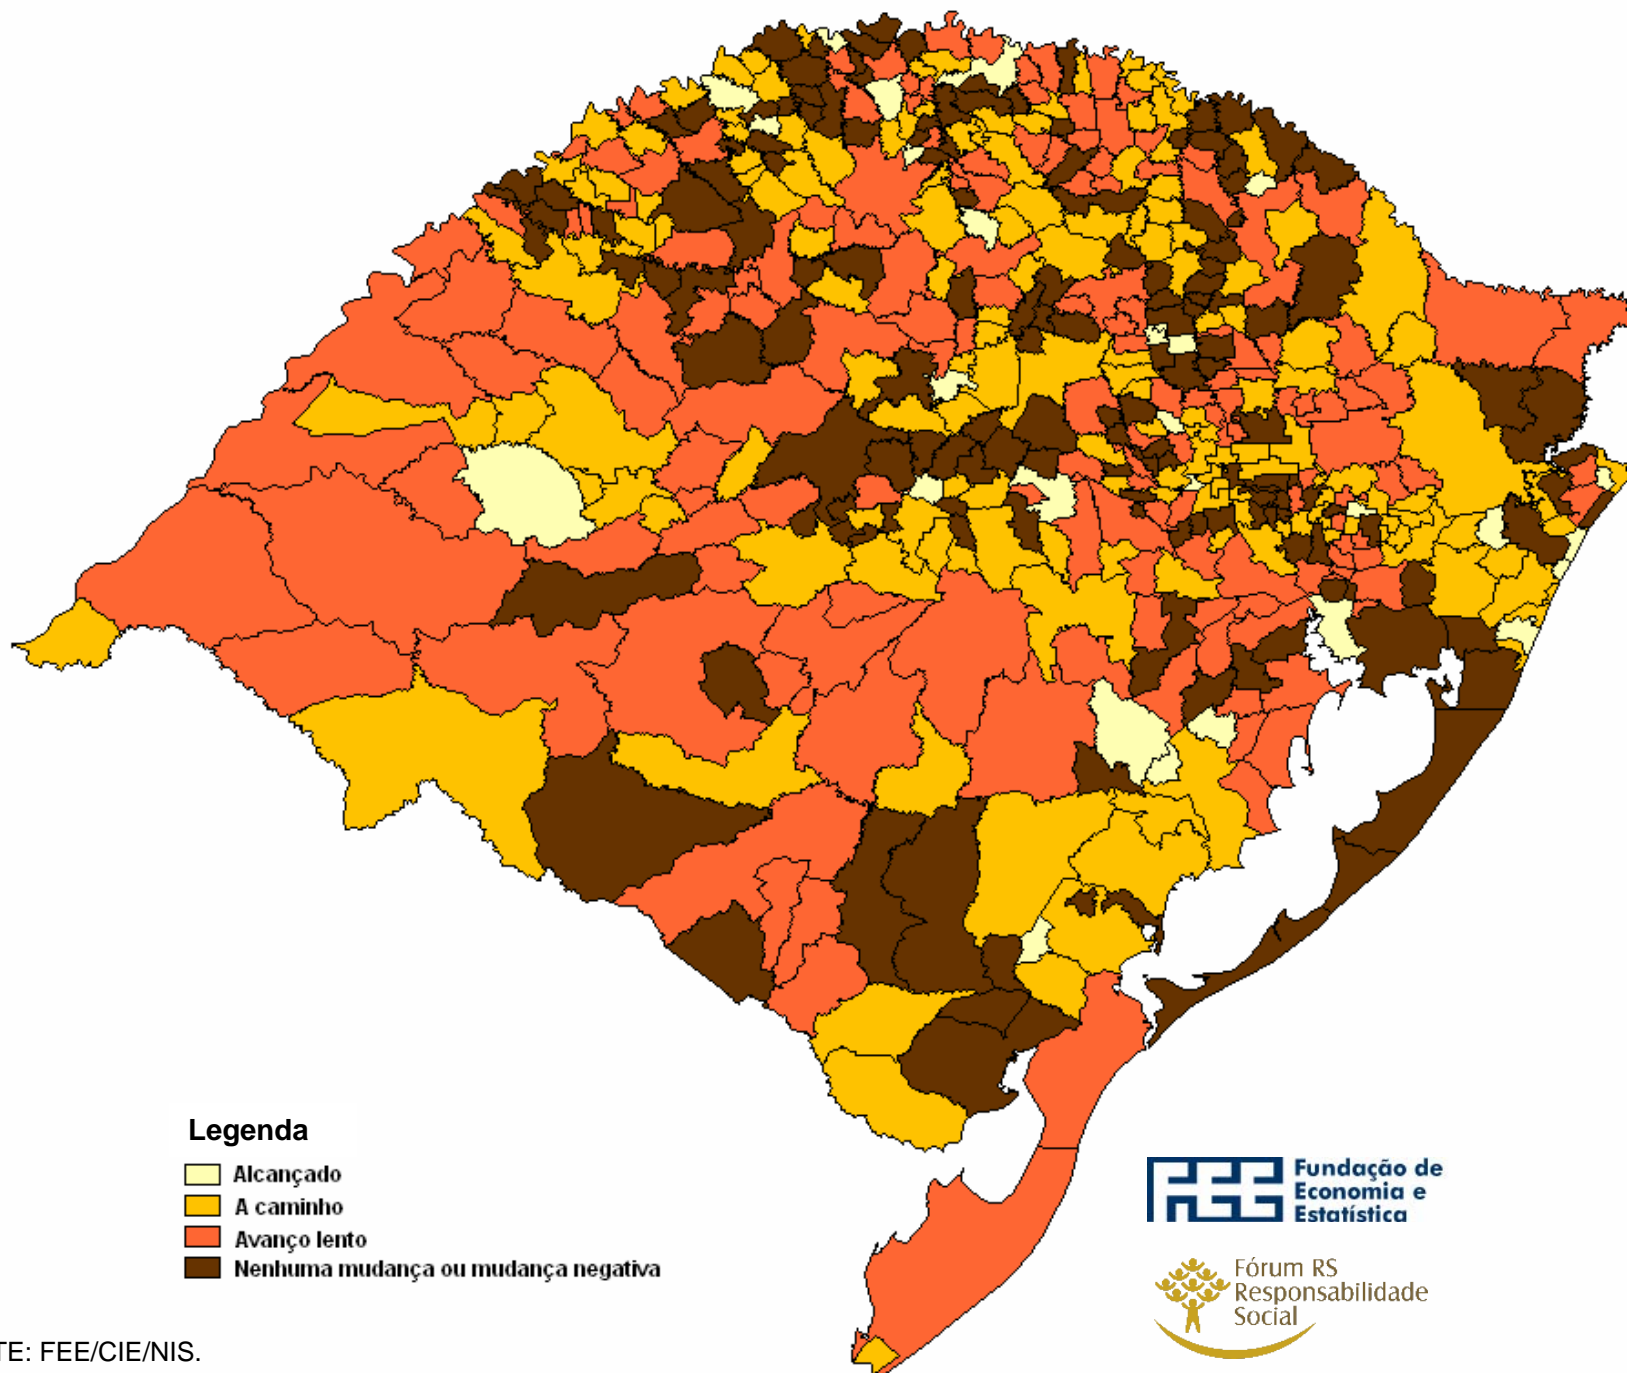 Legenda
Alcançado
A caminho
Avanço lento
Nenhuma mudança ou mudança negativa
FEE
Fundação de
Economia e
Estatística
Fórum RS
Responsabilidade
Social
TE: FEE/CIE/NIS.